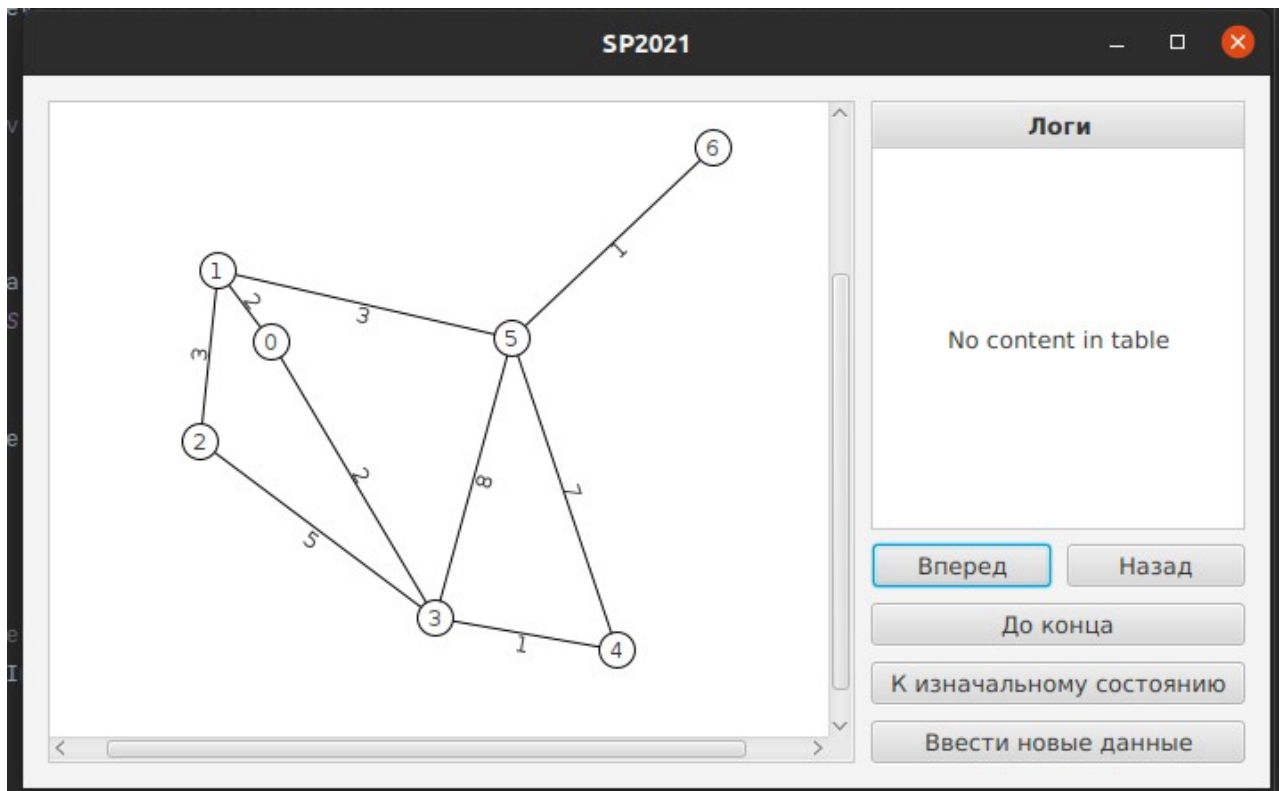 SP2021
Логи
No content in table
6
1
1
2
3
0
5
3
2
2
8
7
5
3
1
4
Вперед
Назад
До конца
К изначальному состоянию
Ввести новые данные